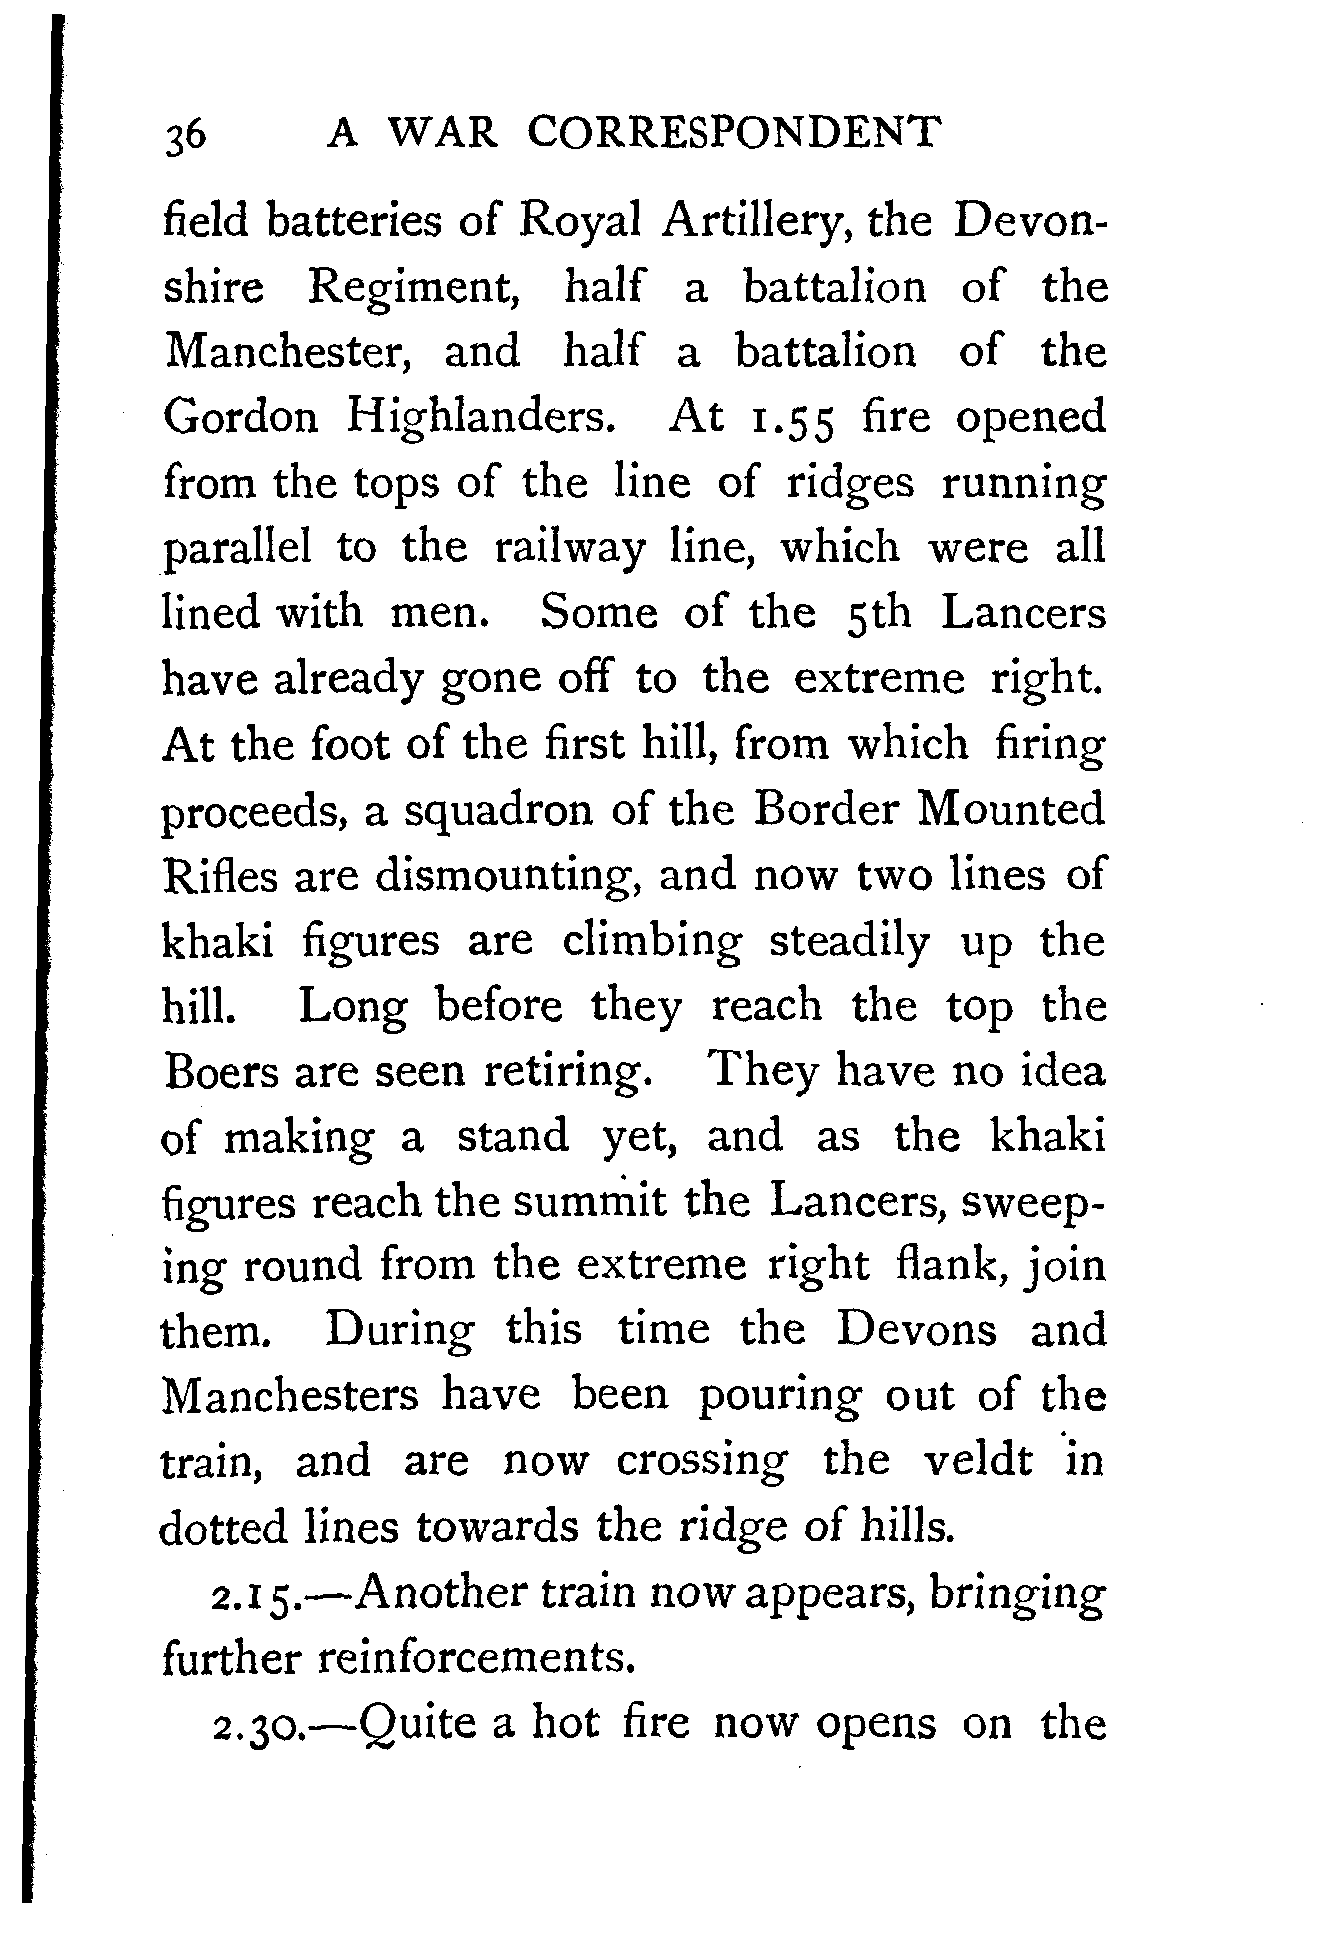 36 A WAR CORRESPONDENT
field batteries of Royal Artillery, the Devon-
shire Regiment, half a battalion of the
Manchester, and half a battalion of the
Gordon Highlanders. At 1.55 fire opened
from the tops of the line of ridges running
parallel to the railway line, which were all
lined with men. Some of the 5th Lancers
have already gone off to the extreme right.
At the foot of the first hill, from which firing
proceeds, a squadron of the Border Mounted
Rifles are dismounting, and now two lines of
khaki figures are climbing steadily up the
hill. Long before they reach the top the
Boers are seen retiring. They have no idea
of making a stand yet, and as the khaki
figures reach the summit the Lancers, sweep-
ing round from the extreme right flank, join
them. During this time the Devons and
Manchesters have been pouring out of the
train, and are now crossing the veldt in
dotted lines towards the ridge of hills.
2.15.—Another train now appears, bringing
further reinforcements.
2.30.—Quite a hot fire now opens on the